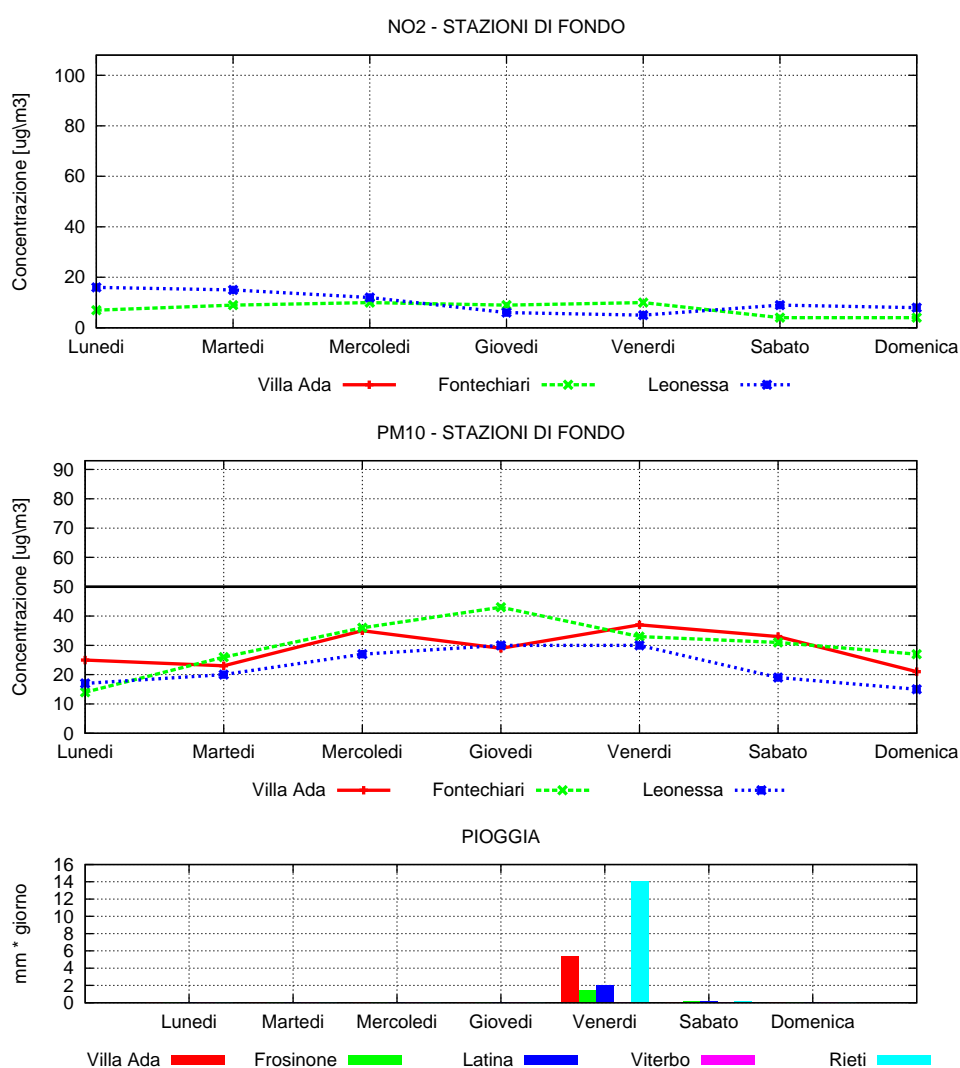 NO2 - STAZIONI DI FONDO
Concentrazione [ug\m3]
100
80
60
40
20
0
Lunedi Martedi Mercoledi Giovedi Venerdi Sabato Domenica
Villa Ada Fontechiari Leonessa
PM10 - STAZIONI DI FONDO
Concentrazione [ug\m3]
90
80
70
60
50
40
30
20
10
0
Lunedi Martedi Mercoledi Giovedi Venerdi Sabato Domenica
Villa Ada Fontechiari Leonessa
PIOGGIA
mm * giorno
16
14
12
10
8
6
4
2
0
Lunedi Martedi Mercoledi Giovedi Venerdi Sabato Domenica
Villa Ada Frosinone Latina Viterbo Rieti